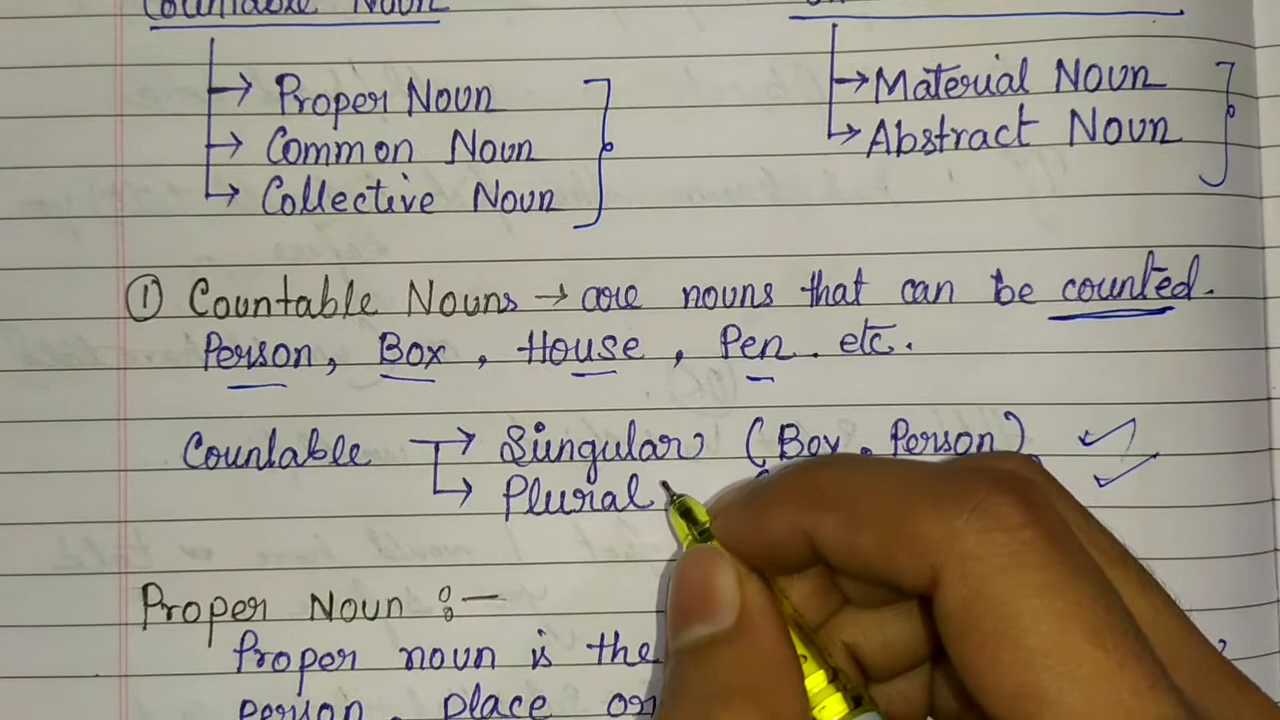 Countable Noun
→ Proper Noun
→ Common Noun
→ Collective Noun
→ Material Noun
→ Abstract Noun
① Countable Nouns → are nouns that can be counted.
Person, Box, House, Pen. etc.
Countable → Singular (Box, Person)
→ Plural (
Proper Noun :-
Proper noun is the
person, place or